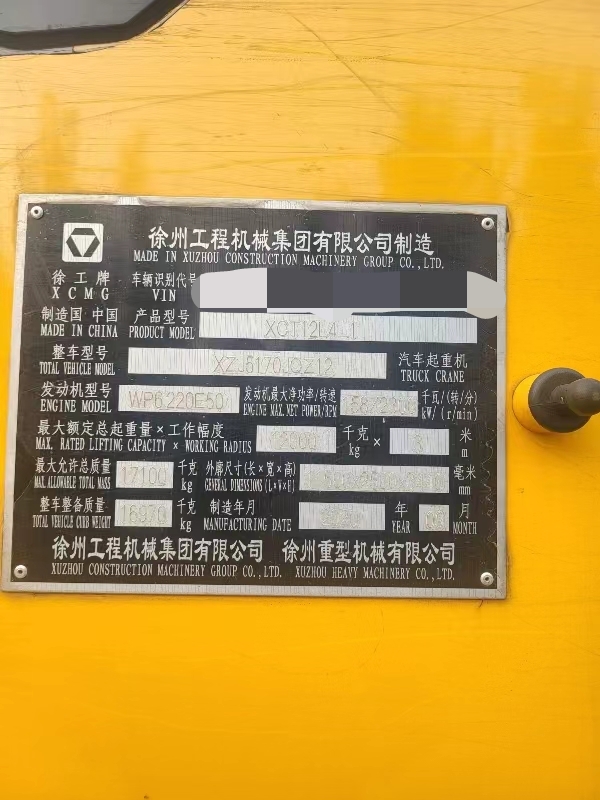 徐州工程机械集团有限公司制造
MADE IN XUZHOU CONSTRUCTION MACHINERY GROUP CO.,LTD.
徐工牌 车辆识别代号
XCMG VIN
制造国 中国 产品型号 XCT12L4_1
MADE IN CHINA PRODUCT MODEL
整车型号 XZJ5170JQZ12 汽车起重机
TOTAL VEHICLE MODEL TRUCK CRANE
发动机型号 WP6.220E50 发动机最大净功率/转速 千瓦/(转/分)
ENGINE MODEL ENGINE MAX.NET POWER/RPM kW/(r/min)
最大额定总起重量×工作幅度 千克 × 米
MAX. RATED LIFTING CAPACITY × WORKING RADIUS kg m
最大允许总质量 17100 千克 外廓尺寸(长×宽×高) 毫米
MAX.ALLOWABLE TOTAL MASS kg GENERAL DIMENSIONS (L×W×H) mm
整车整备质量 16970 千克 制造年月 年 月
TOTAL VEHICLE CURB WEIGHT kg MANUFACTURING DATE YEAR MONTH
徐州工程机械集团有限公司 徐州重型机械有限公司
XUZHOU CONSTRUCTION MACHINERY GROUP CO.,LTD. XUZHOU HEAVY MACHINERY CO.,LTD.